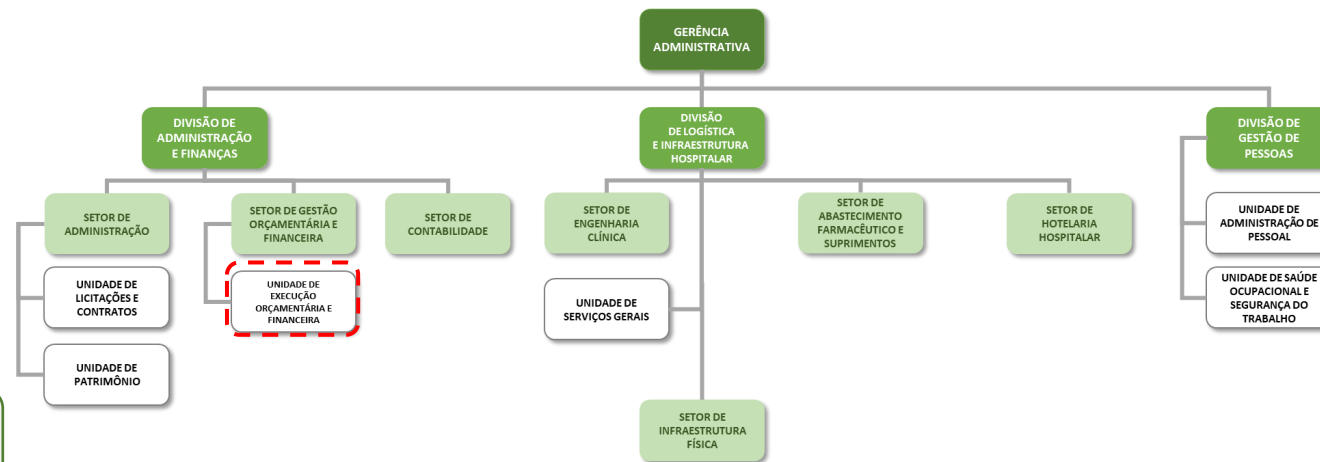 GERÊNCIA
ADMINISTRATIVA
DIVISÃO DE
ADMINISTRAÇÃO
E FINANÇAS
DIVISÃO
DE LOGÍSTICA
E INFRAESTRUTURA
HOSPITALAR
DIVISÃO DE
GESTÃO DE
PESSOAS
SETOR DE
ADMINISTRAÇÃO
SETOR DE GESTÃO
ORÇAMENTÁRIA E
FINANCEIRA
SETOR DE
CONTABILIDADE
SETOR DE
ENGENHARIA
CLÍNICA
SETOR DE
ABASTECIMENTO
FARMACÊUTICO E
SUPRIMENTOS
SETOR DE
HOTELARIA
HOSPITALAR
UNIDADE DE
ADMINISTRAÇÃO DE
PESSOAL
UNIDADE DE
LICITAÇÕES E
CONTRATOS
UNIDADE DE
EXECUÇÃO
ORÇAMENTÁRIA E
FINANCEIRA
UNIDADE DE
SERVIÇOS GERAIS
UNIDADE DE SAÚDE
OCUPACIONAL E
SEGURANÇA DO
TRABALHO
UNIDADE DE
PATRIMÔNIO
SETOR DE
INFRAESTRUTURA
FÍSICA